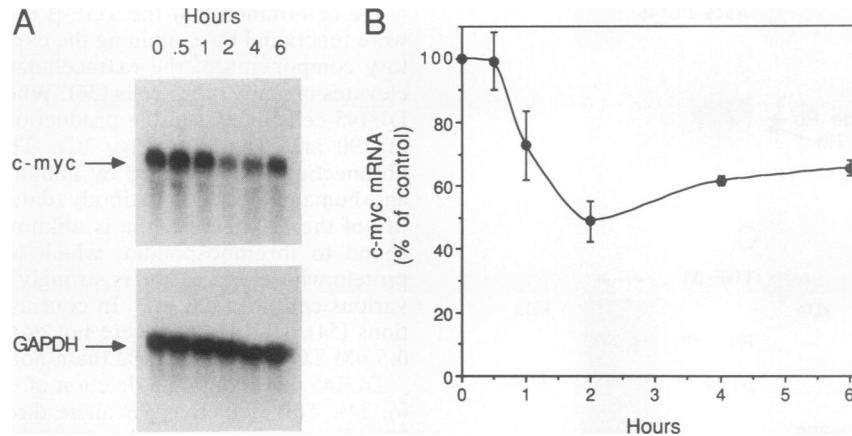 A
Hours
0 .5 1 2 4 6
c-myc
GAPDH
B
c-myc mRNA
(% of control)
100
80
60
40
20
0
0 1 2 3 4 5 6
Hours